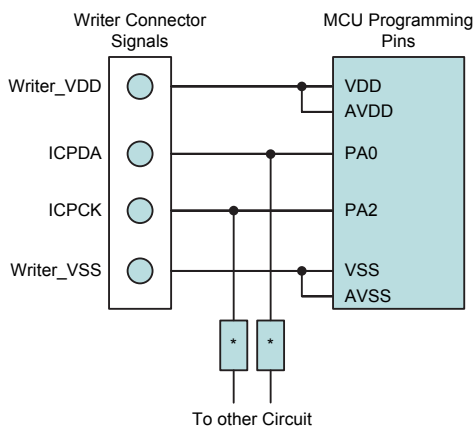 Writer Connector
Signals
MCU Programming
Pins
Writer_VDD
VDD
AVDD
ICPDA
PA0
ICPCK
PA2
Writer_VSS
VSS
AVSS
* *
To other Circuit